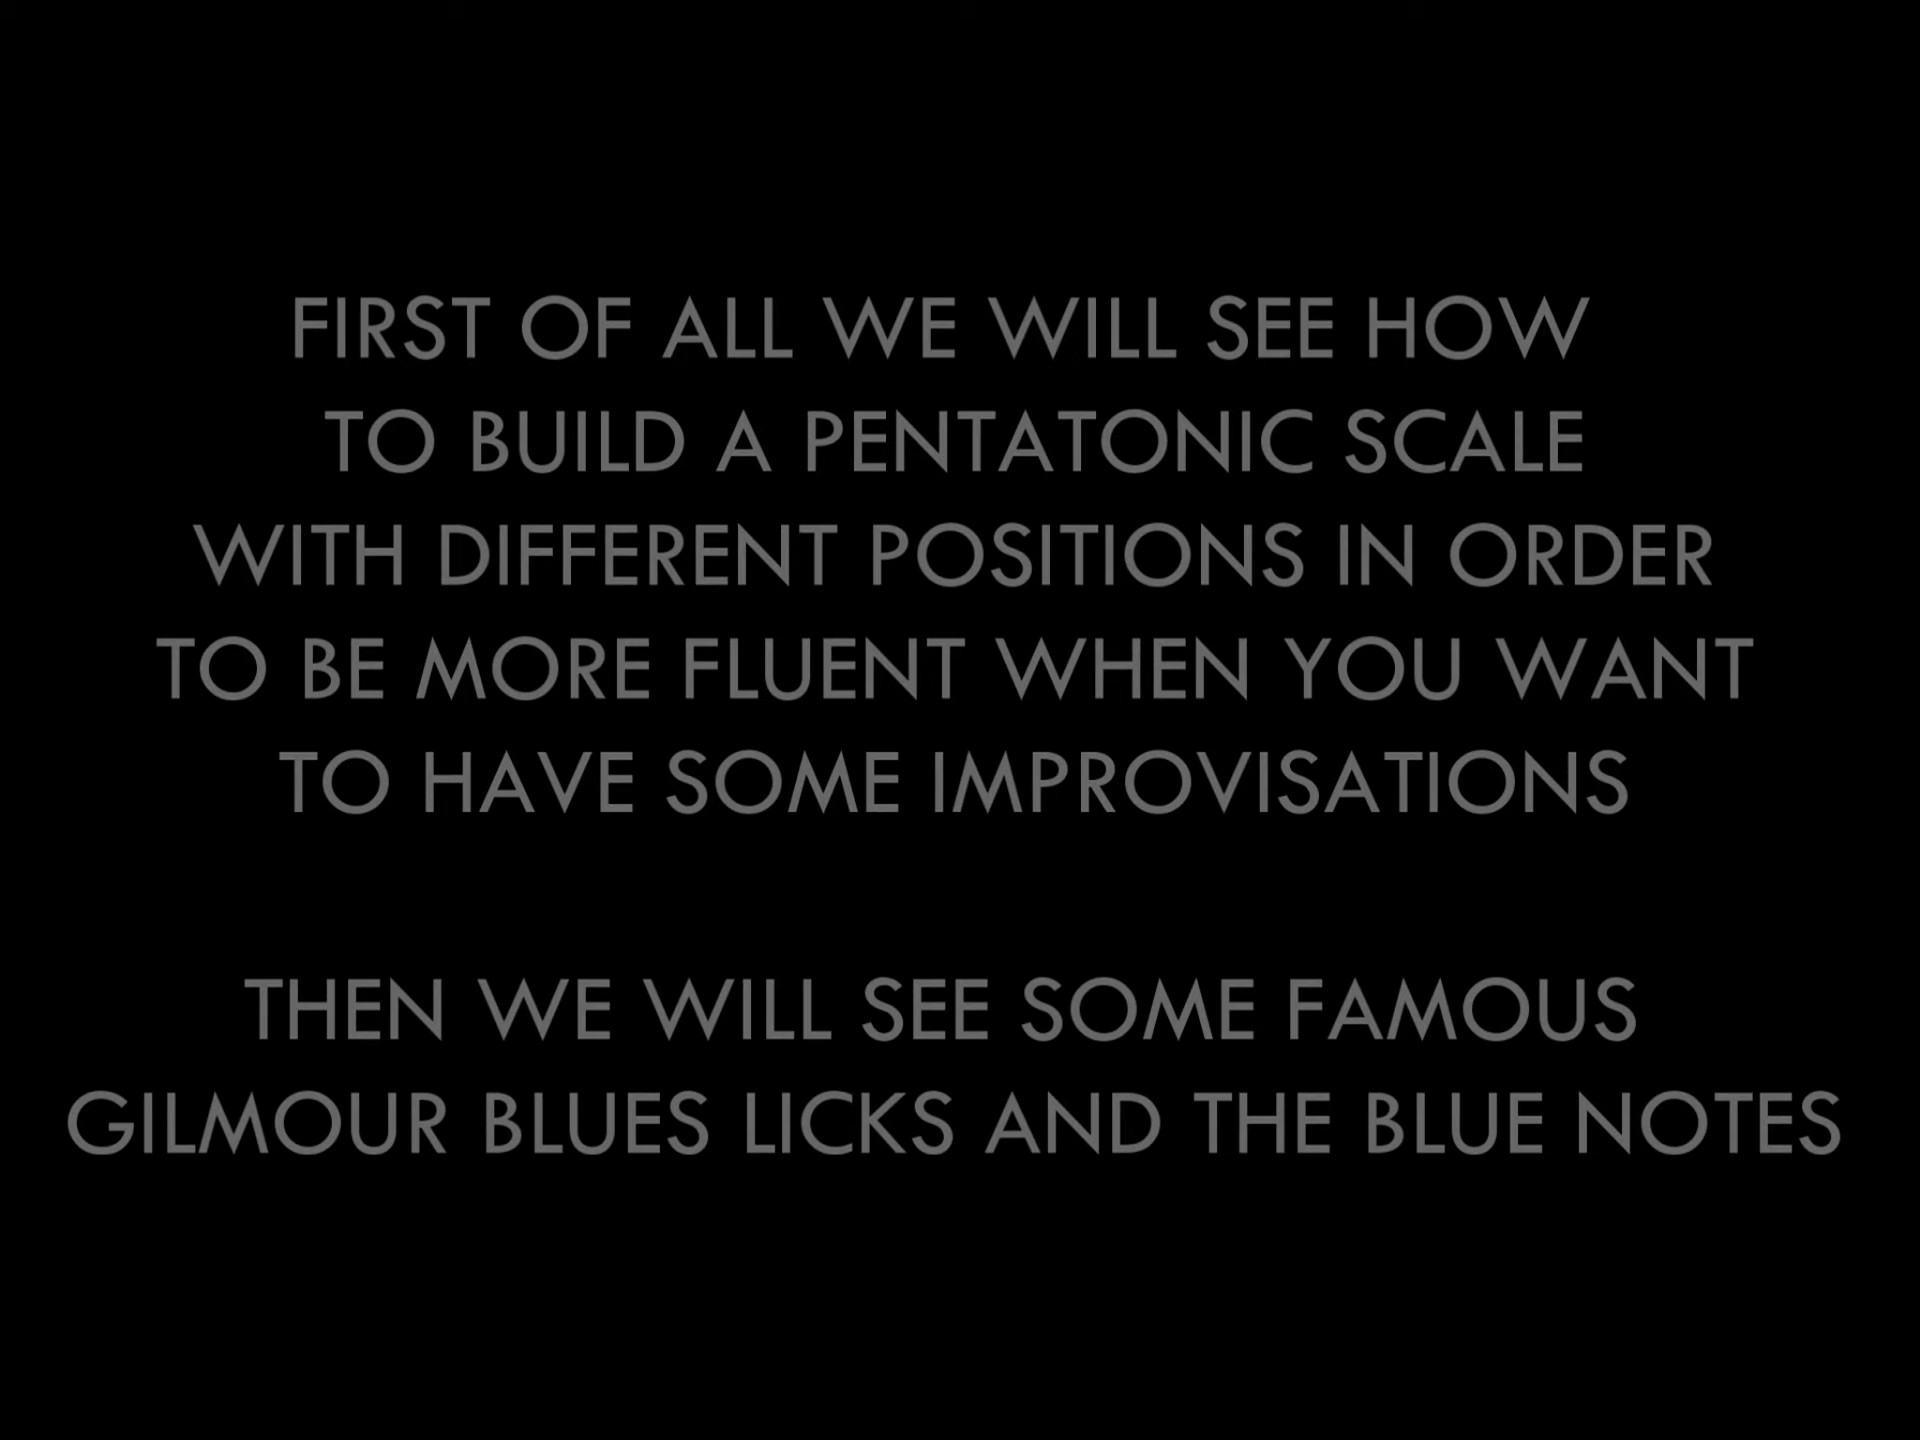 FIRST OF ALL WE WILL SEE HOW
TO BUILD A PENTATONIC SCALE
WITH DIFFERENT POSITIONS IN ORDER
TO BE MORE FLUENT WHEN YOU WANT
TO HAVE SOME IMPROVISATIONS
THEN WE WILL SEE SOME FAMOUS
GILMOUR BLUES LICKS AND THE BLUE NOTES